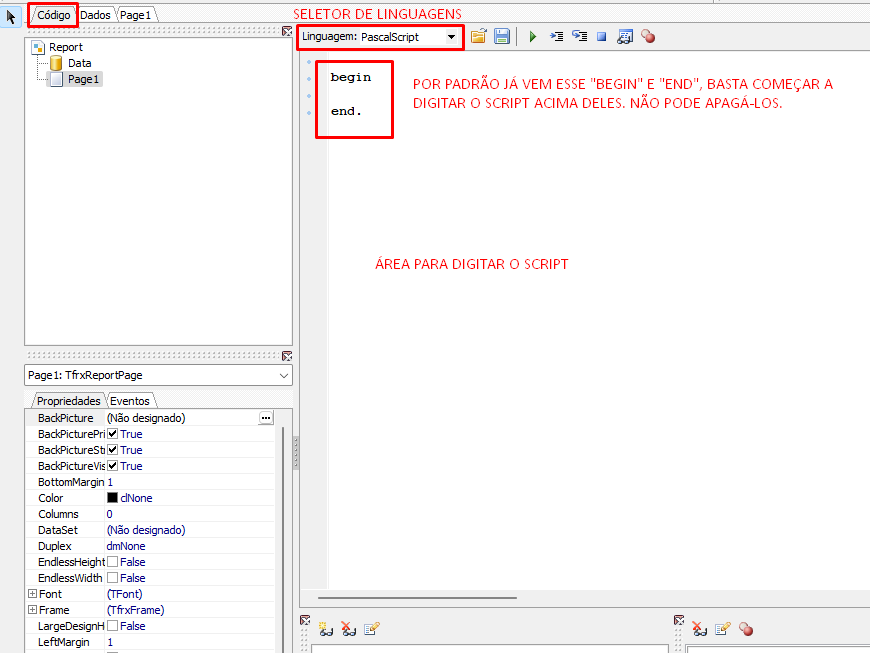 Código Dados Page1
SELETOR DE LINGUAGENS
Linguagem: PascalScript
Report
Data
Page1
begin
end.
POR PADRÃO JÁ VEM ESSE "BEGIN" E "END", BASTA COMEÇAR A
DIGITAR O SCRIPT ACIMA DELES. NÃO PODE APAGÁ-LOS.
ÁREA PARA DIGITAR O SCRIPT
Page1: TfrxReportPage
Propriedades Eventos
BackPicture (Não designado)
BackPicturePri True
BackPictureStr True
BackPictureVis True
BottomMargin 1
Color clNone
Columns 0
DataSet (Não designado)
Duplex dmNone
EndlessHeight False
EndlessWidth False
Font (TFont)
Frame (TfrxFrame)
LargeDesignH False
LeftMargin 1